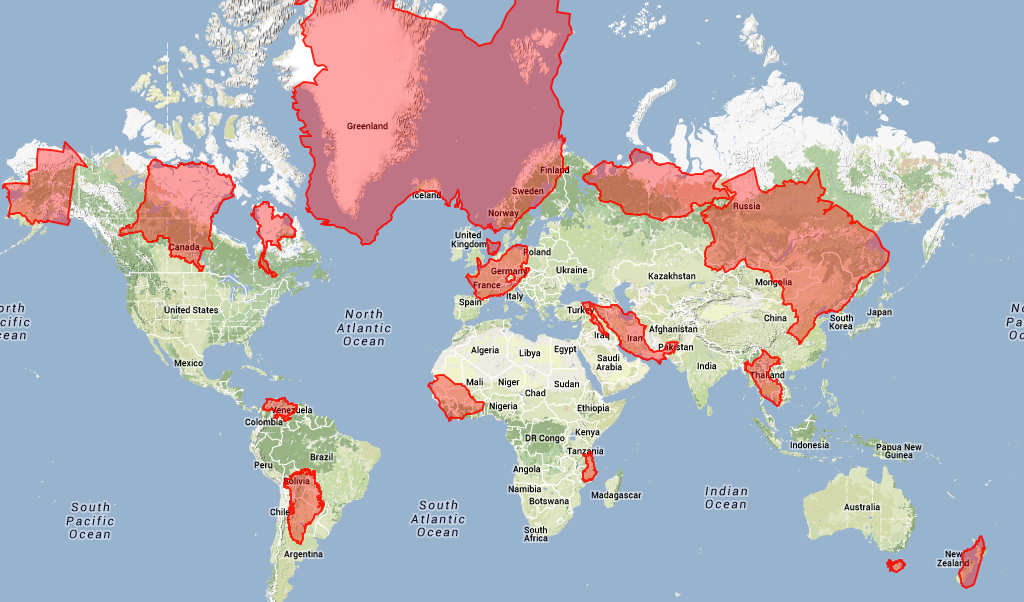 Greenland
Iceland
Finland
Sweden
Norway
Russia
Canada
United
Kingdom
Poland
Germany
France
Ukraine
Kazakhstan
Mongolia
Spain
Italy
Turkey
United States
North
Atlantic
Ocean
orth
cific
ean
No
Pa
Oc
China
South
Korea
Japan
Afghanistan
Iraq
Iran
Pakistan
Algeria
Libya
Egypt
Saudi
Arabia
India
Mexico
Mali
Niger
Chad
Sudan
Thailand
Nigeria
Ethiopia
Venezuela
Colombia
DR Congo
Kenya
Tanzania
Indonesia
Papua New
Guinea
Peru
Brazil
Bolivia
Angola
Namibia
Botswana
Madagascar
South
Pacific
Ocean
Chile
South
Atlantic
Ocean
Indian
Ocean
Australia
South
Africa
Argentina
New
Zealand